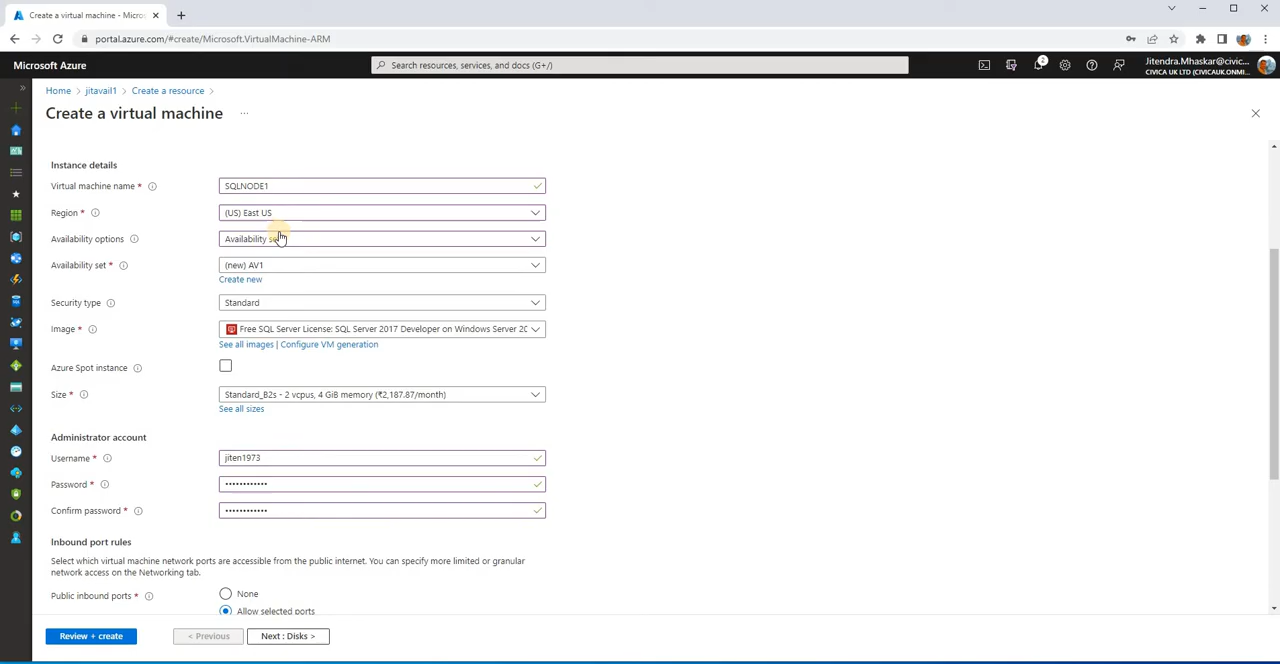 Create a virtual machine - Micros
portal.azure.com/#create/Microsoft.VirtualMachine-ARM
Microsoft Azure
Search resources, services, and docs (G+/)
2
Jitendra.Mhaskar@civic...
CIVICA UK LTD (CIVICAUK.ONMI...
Home > jitavail1 > Create a resource >
Create a virtual machine ...
Instance details
Virtual machine name * SQLNODE1
Region * (US) East US
Availability options Availability se
Availability set * (new) AV1
Create new
Security type Standard
Image * Free SQL Server License: SQL Server 2017 Developer on Windows Server 20
See all images | Configure VM generation
Azure Spot instance
Size * Standard_B2s - 2 vcpus, 4 GiB memory (₹2,187.87/month)
See all sizes
Administrator account
Username * jiten1973
Password * ••••••••••••
Confirm password * ••••••••••••
Inbound port rules
Select which virtual machine network ports are accessible from the public internet. You can specify more limited or granular
network access on the Networking tab.
Public inbound ports * None
Allow selected ports
Review + create < Previous Next : Disks >